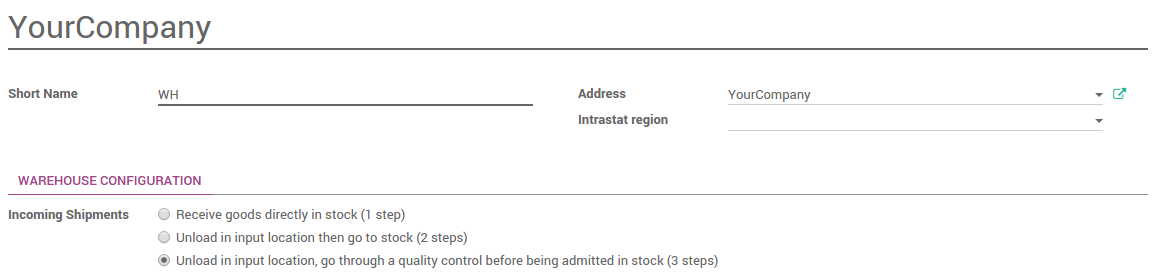 YourCompany
Short Name WH Address YourCompany
Intrastat region
WAREHOUSE CONFIGURATION
Incoming Shipments Receive goods directly in stock (1 step)
Unload in input location then go to stock (2 steps)
Unload in input location, go through a quality control before being admitted in stock (3 steps)